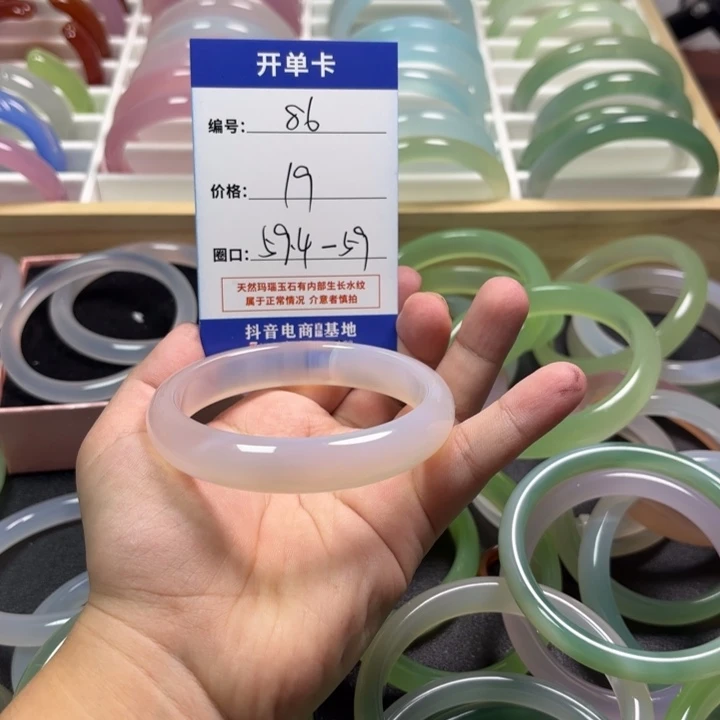 开单卡
编号: 86
价格: 19
圈口: 59.4-59
天然玛瑙玉石有内部生长水纹
属于正常情况 介意者慎拍
抖音电商直播基地